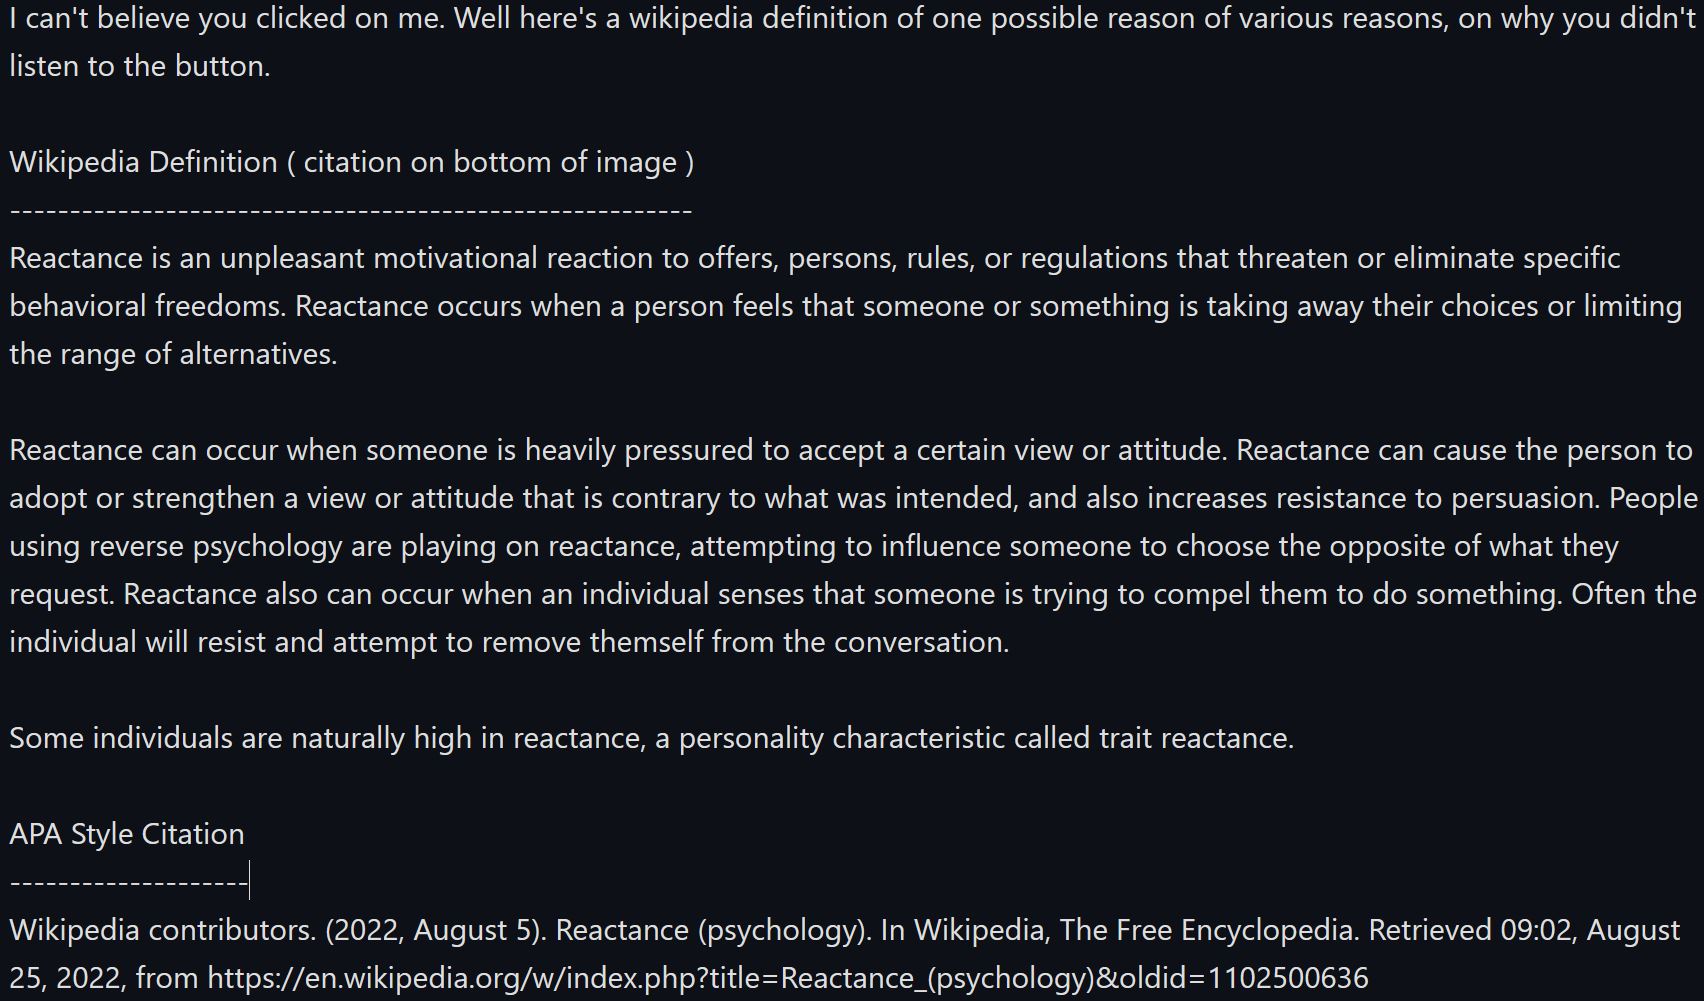 I can't believe you clicked on me. Well here's a wikipedia definition of one possible reason of various reasons, on why you didn't
listen to the button.
Wikipedia Definition ( citation on bottom of image )
---------------------------------------------------------
Reactance is an unpleasant motivational reaction to offers, persons, rules, or regulations that threaten or eliminate specific
behavioral freedoms. Reactance occurs when a person feels that someone or something is taking away their choices or limiting
the range of alternatives.
Reactance can occur when someone is heavily pressured to accept a certain view or attitude. Reactance can cause the person to
adopt or strengthen a view or attitude that is contrary to what was intended, and also increases resistance to persuasion. People
using reverse psychology are playing on reactance, attempting to influence someone to choose the opposite of what they
request. Reactance also can occur when an individual senses that someone is trying to compel them to do something. Often the
individual will resist and attempt to remove themself from the conversation.
Some individuals are naturally high in reactance, a personality characteristic called trait reactance.
APA Style Citation
--------------------
Wikipedia contributors. (2022, August 5). Reactance (psychology). In Wikipedia, The Free Encyclopedia. Retrieved 09:02, August
25, 2022, from https://en.wikipedia.org/w/index.php?title=Reactance_(psychology)&oldid=1102500636